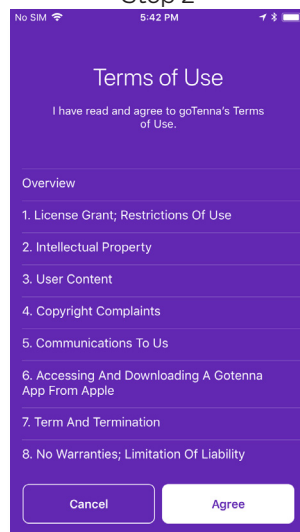 Step 2
No SIM 5:42 PM
Terms of Use
I have read and agree to goTenna's Terms
of Use.
Overview
1. License Grant; Restrictions Of Use
2. Intellectual Property
3. User Content
4. Copyright Complaints
5. Communications To Us
6. Accessing And Downloading A Gotenna
App From Apple
7. Term And Termination
8. No Warranties; Limitation Of Liability
Cancel Agree